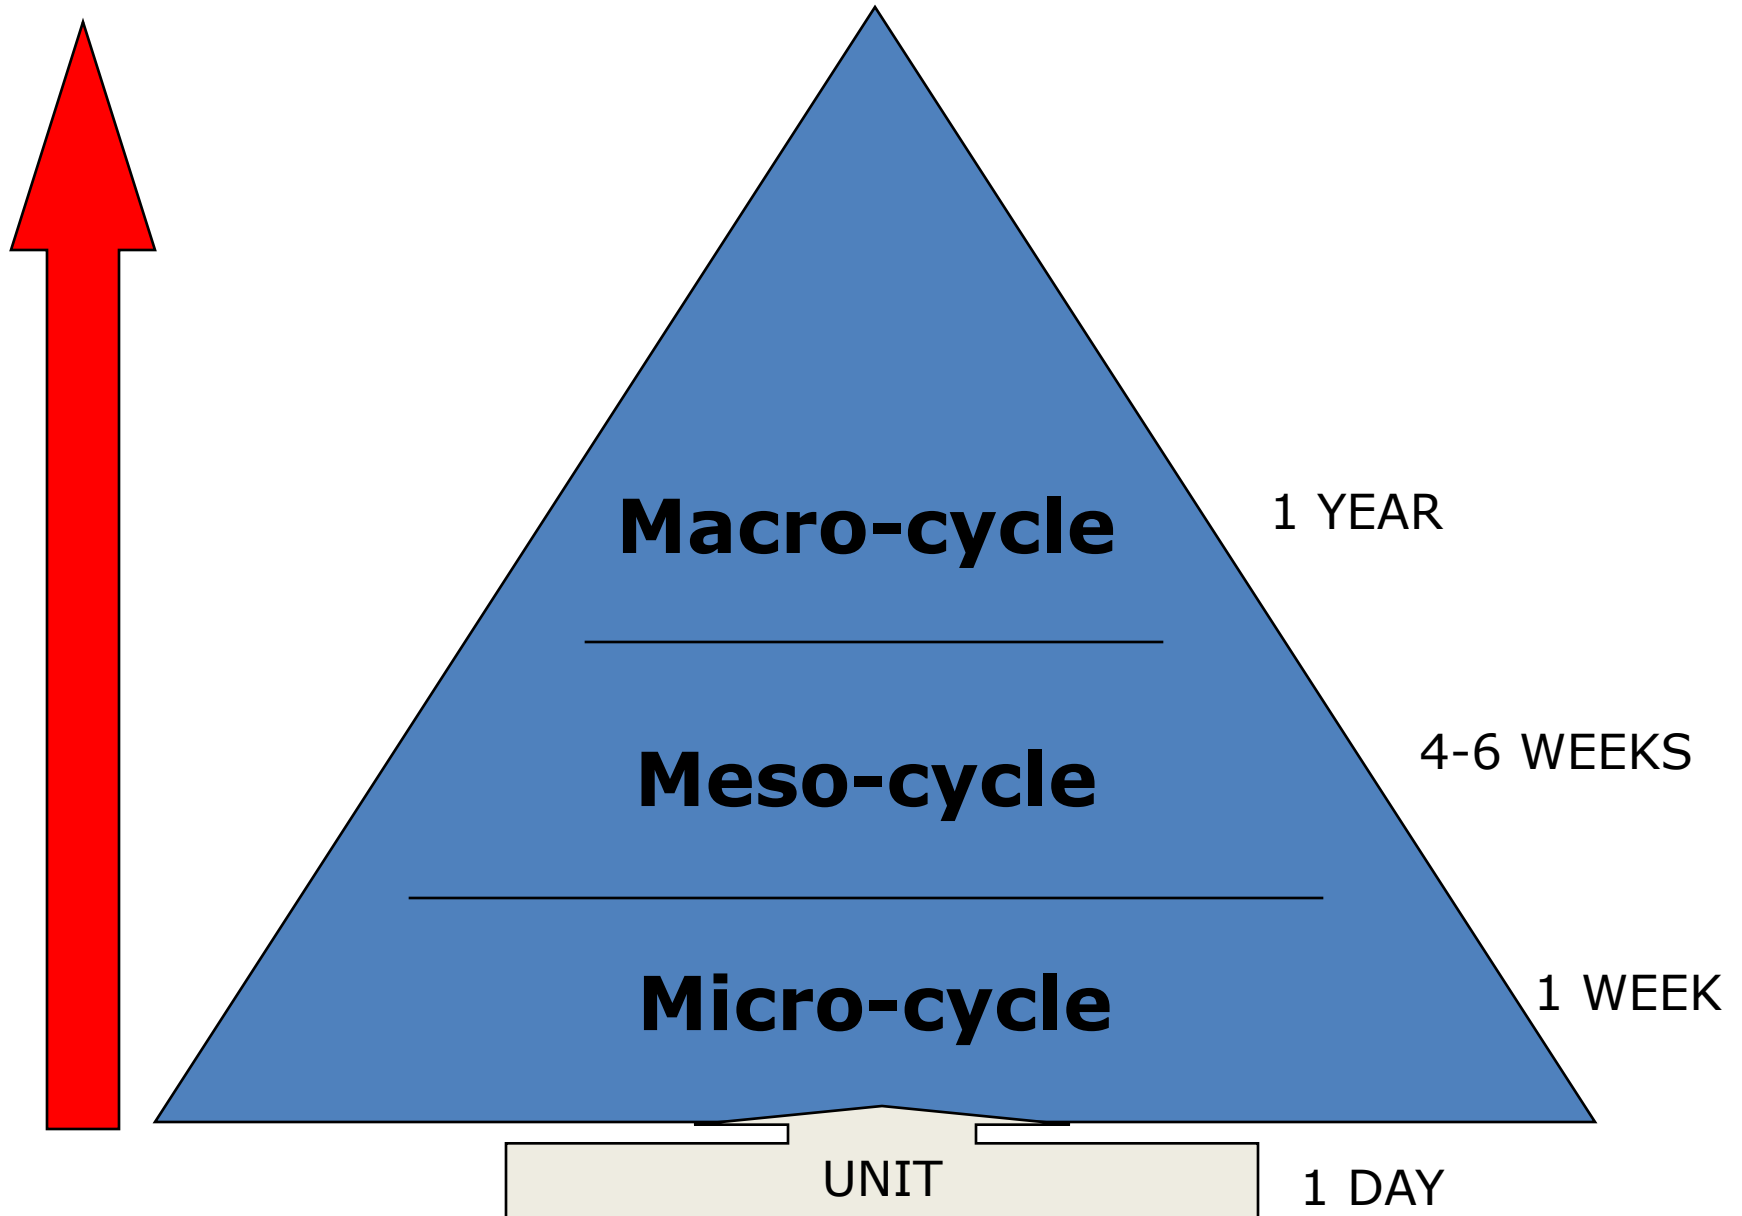 Macro-cycle
1 YEAR
Meso-cycle
4-6 WEEKS
Micro-cycle
1 WEEK
UNIT
1 DAY